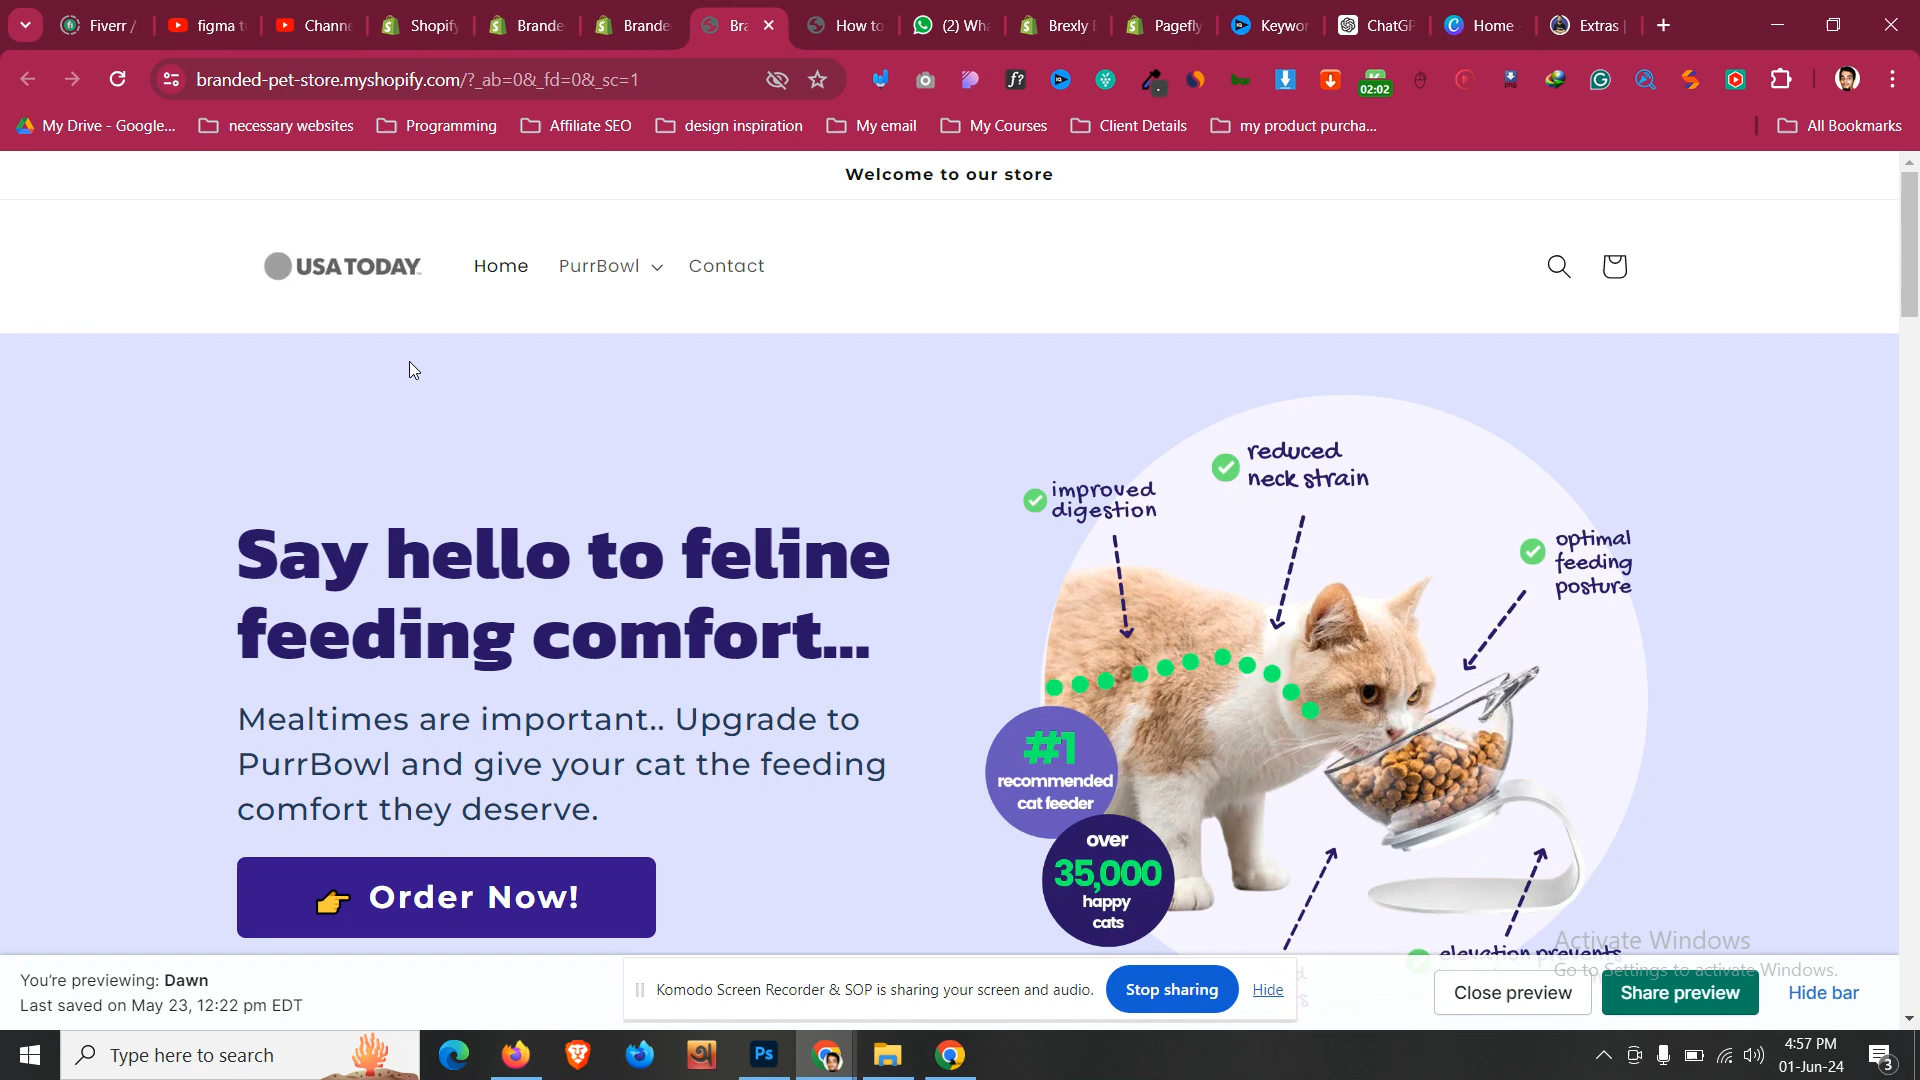 Fiverr /
figma t
Channe
Shopify
Brande
Brande
Bra
How to
(2) Wha
Brexly
Pagefly
Keywor
ChatGP
Home
Extras |
branded-pet-store.myshopify.com/?_ab=0&_fd=0&_sc=1
02:02
My Drive - Google...
necessary websites
Programming
Affiliate SEO
design inspiration
My email
My Courses
Client Details
my product purcha...
All Bookmarks
Welcome to our store
USA TODAY
Home
PurrBowl
Contact
reduced
neck strain
improved
digestion
optimal
feeding
posture
Say hello to feline
feeding comfort...
Mealtimes are important.. Upgrade to
PurrBowl and give your cat the feeding
comfort they deserve.
👉 Order Now!
#1
recommended
cat feeder
over
35,000
happy
cats
elevation prevents
Activate Windows
Go to Settings to activate Windows.
You're previewing: Dawn
Last saved on May 23, 12:22 pm EDT
Komodo Screen Recorder & SOP is sharing your screen and audio.
Stop sharing
Hide
Close preview
Share preview
Hide bar
Type here to search
Ps
4:57 PM
01-Jun-24
3